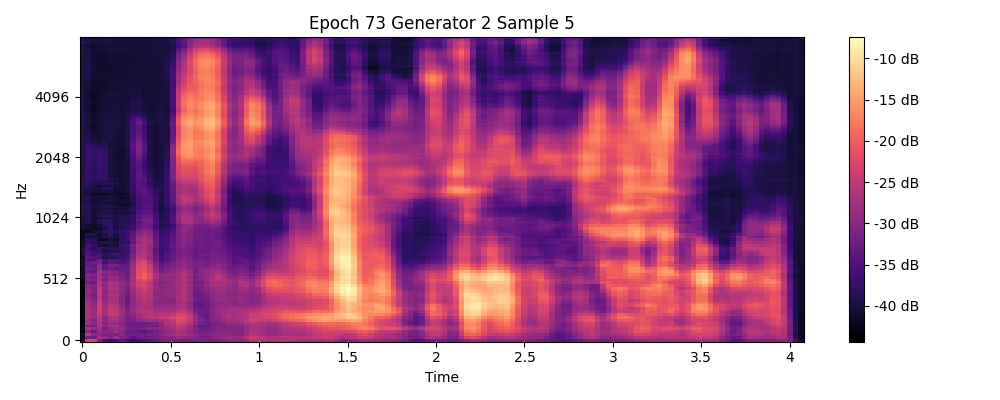 Epoch 73 Generator 2 Sample 5
Hz
4096
2048
1024
512
0
0 0.5 1 1.5 2 2.5 3 3.5 4
Time
-10 dB
-15 dB
-20 dB
-25 dB
-30 dB
-35 dB
-40 dB